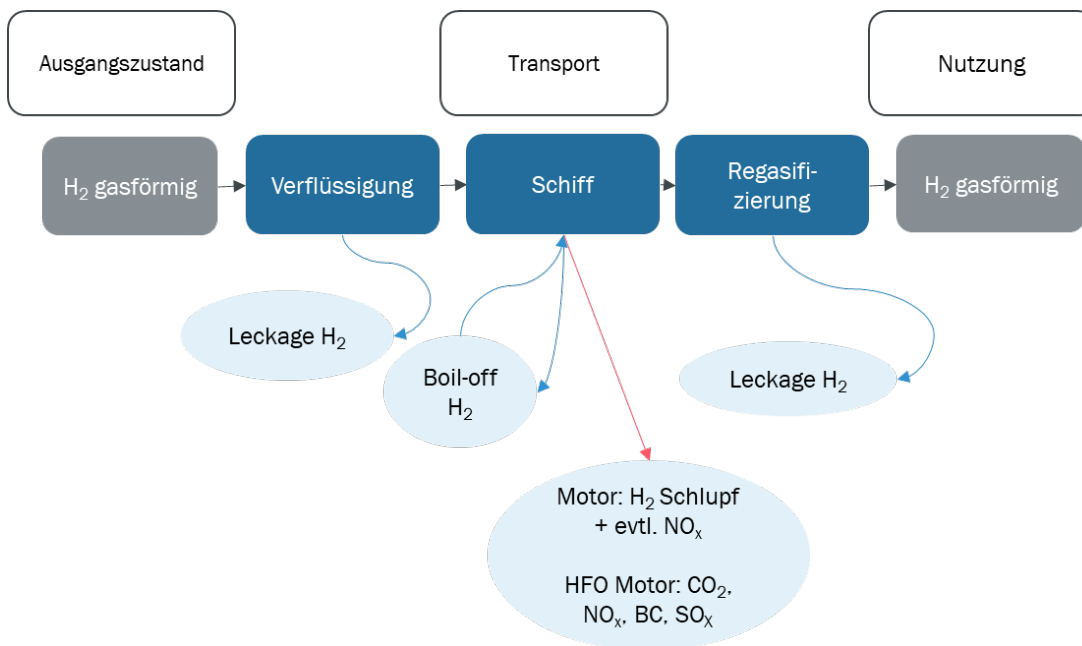 Ausgangszustand
Transport
Nutzung
H₂ gasförmig
Verflüssigung
Schiff
Regasifi-
zierung
H₂ gasförmig
Leckage H₂
Boil-off
H₂
Leckage H₂
Motor: H₂ Schlupf
+ evtl. NOₓ
HFO Motor: CO₂,
NOₓ, BC, SOₓ